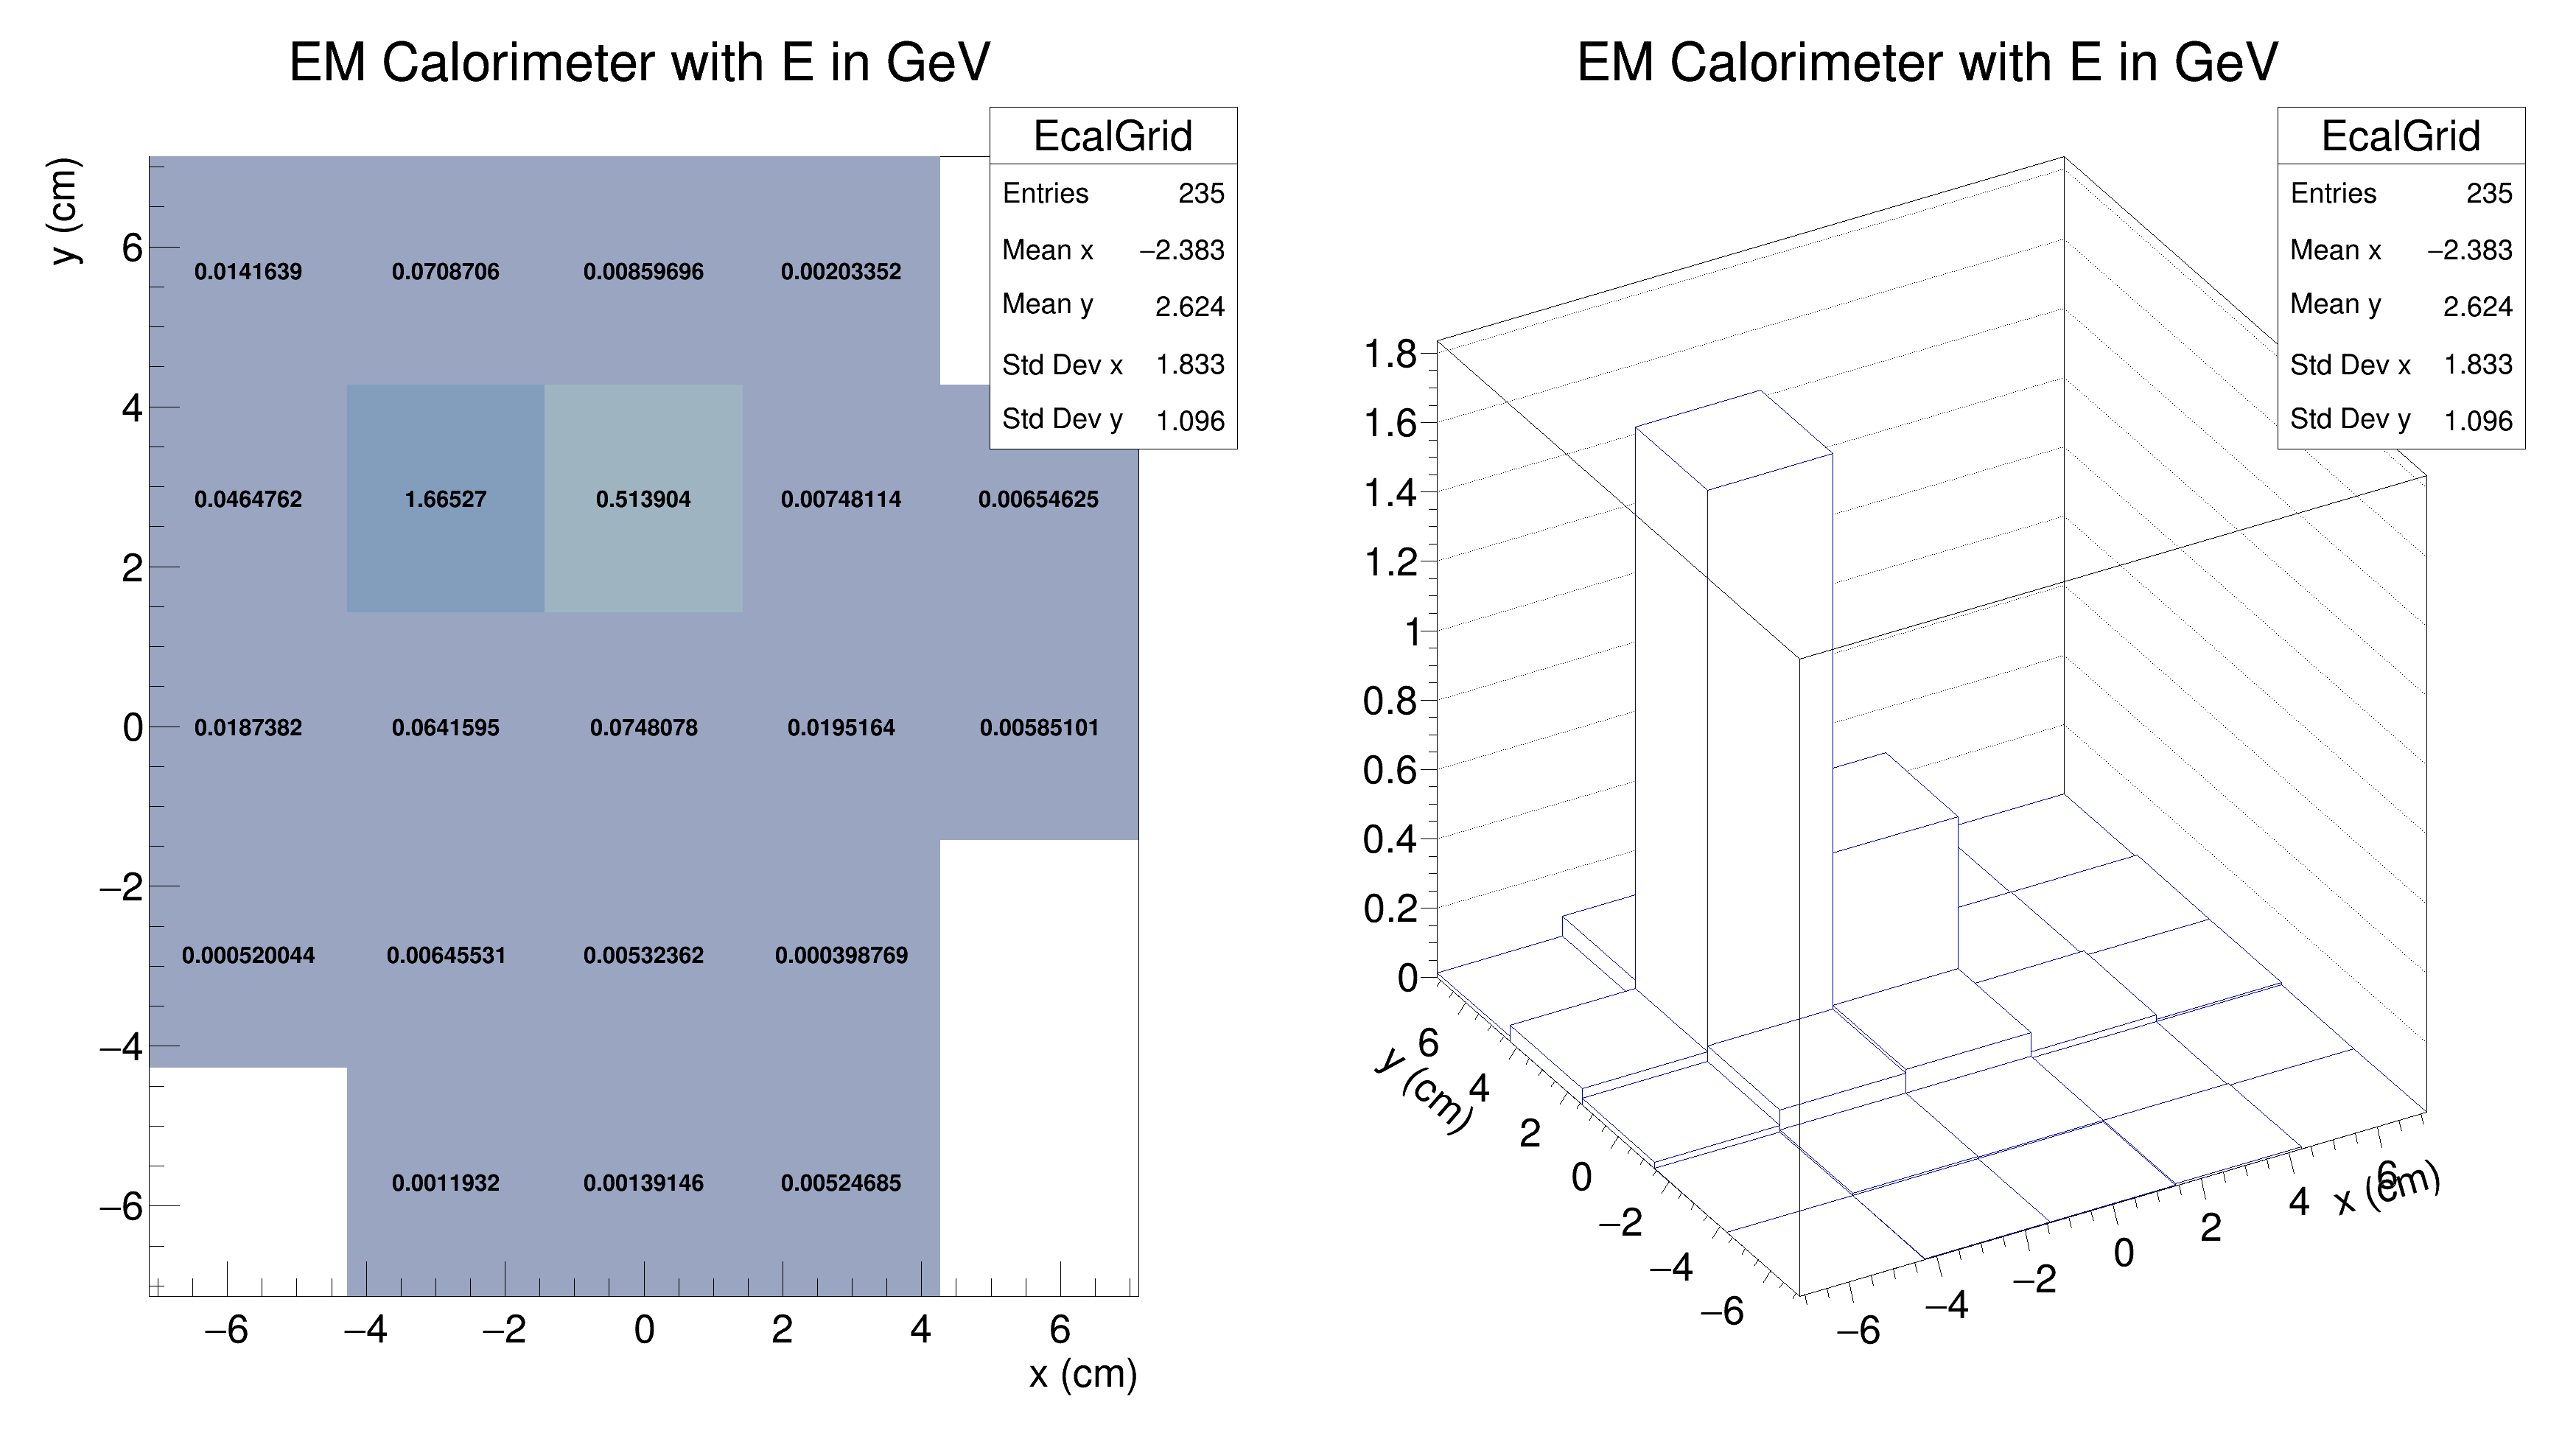 EM Calorimeter with E in GeV
EcalGrid
Entries 235
Mean x −2.383
Mean y 2.624
Std Dev x 1.833
Std Dev y 1.096
y (cm)
6
4
2
0
−2
−4
−6
0.0141639 0.0708706 0.00859696 0.00203352
0.0464762 1.66527 0.513904 0.00748114 0.00654625
0.0187382 0.0641595 0.0748078 0.0195164 0.00585101
0.000520044 0.00645531 0.00532362 0.000398769
0.0011932 0.00139146 0.00524685
−6 −4 −2 0 2 4 6
x (cm)
EM Calorimeter with E in GeV
EcalGrid
Entries 235
Mean x −2.383
Mean y 2.624
Std Dev x 1.833
Std Dev y 1.096
1.8
1.6
1.4
1.2
1
0.8
0.6
0.4
0.2
0
y (cm)
6
4
2
0
−2
−4
−6
−6 −4 −2 0 2 4 6
x (cm)